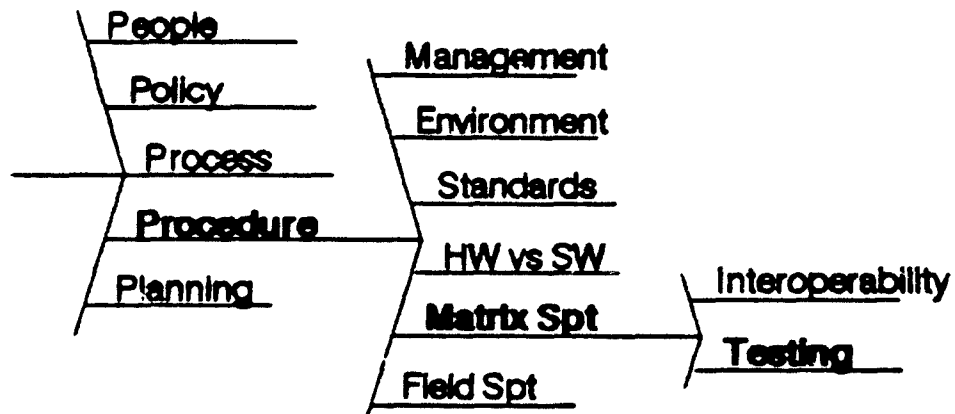 People
Policy
Process
Procedure
Planning
Management
Environment
Standards
HW vs SW
Matrix Spt
Field Spt
Interoperability
Testing